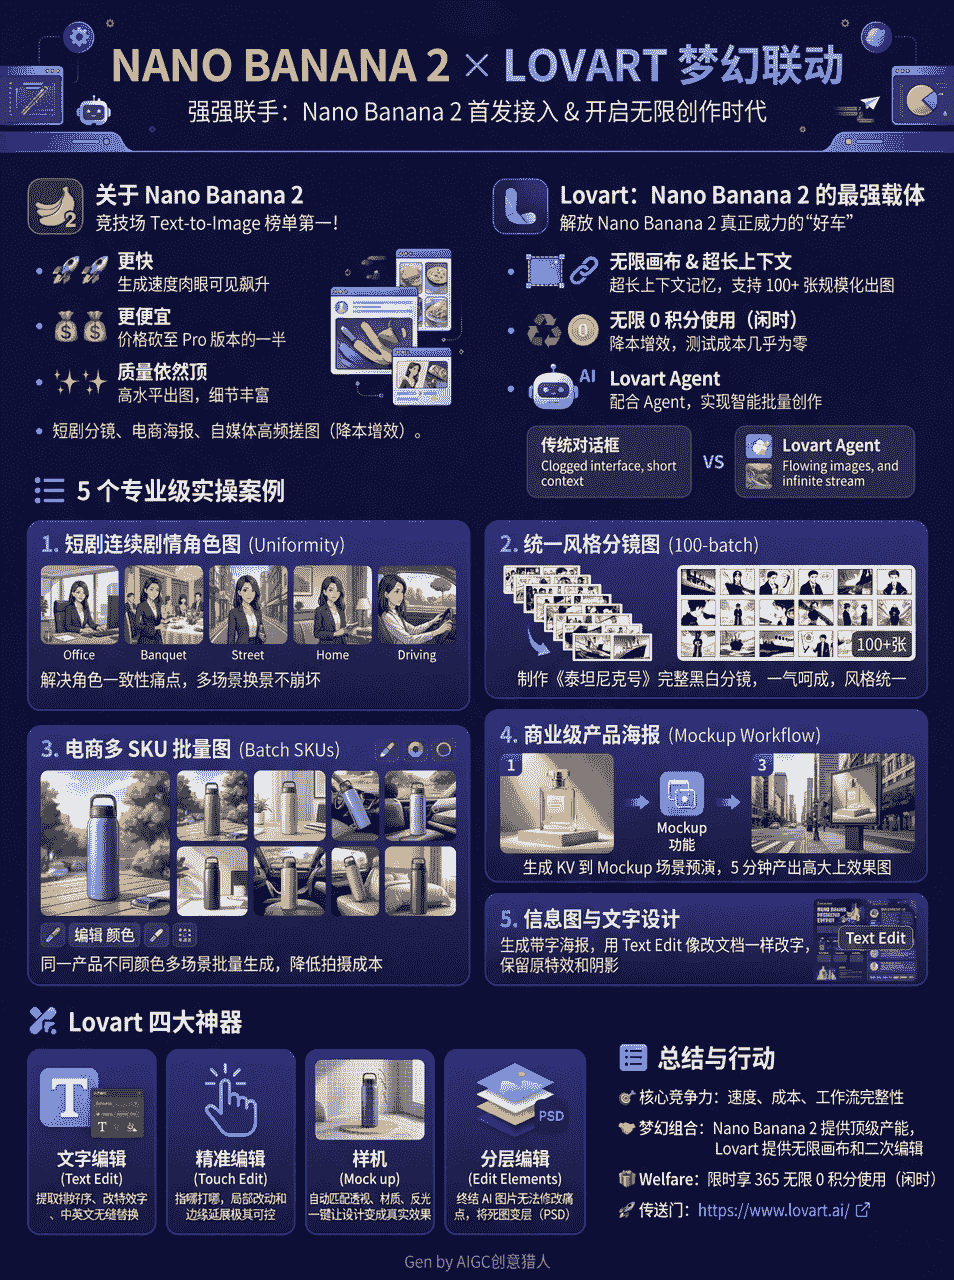 NANO BANANA 2 × LOVART 梦幻联动
强强联手：Nano Banana 2 首发接入 & 开启无限创作时代
关于 Nano Banana 2
竞技场 Text-to-Image 榜单第一！
更快
生成速度肉眼可见飙升
更便宜
价格砍至 Pro 版本的一半
质量依然顶
高水平出图，细节丰富
短剧分镜、电商海报、自媒体高频搓图（降本增效）。
Lovart：Nano Banana 2 的最强载体
解放 Nano Banana 2 真正威力的“好车”
无限画布 & 超长上下文
超长上下文记忆，支持 100+ 张规模化出图
无限 0 积分使用（闲时）
降本增效，测试成本几乎为零
AI
Lovart Agent
配合 Agent，实现智能批量创作
传统对话框
Clogged interface, short
context
VS
Lovart Agent
Flowing images, and
infinite stream
5 个专业级实操案例
1. 短剧连续剧情角色图 (Uniformity)
Office
Banquet
Street
Home
Driving
解决角色一致性痛点，多场景换景不崩坏
2. 统一风格分镜图 (100-batch)
100+张
制作《泰坦尼克号》完整黑白分镜，一气呵成，风格统一
3. 电商多 SKU 批量图 (Batch SKUs)
编辑 颜色
同一产品不同颜色多场景批量生成，降低拍摄成本
4. 商业级产品海报 (Mockup Workflow)
1
Mockup
功能
3
生成 KV 到 Mockup 场景预演，5 分钟产出高大上效果图
5. 信息图与文字设计
生成带字海报，用 Text Edit 像改文档一样改字，
保留原特效和阴影
Text Edit
Lovart 四大神器
T
文字编辑
(Text Edit)
提取排好序、改特效字
、中英文无缝替换
精准编辑
(Touch Edit)
指哪打哪，局部改动和
边缘延展极其可控
样机
(Mock up)
自动匹配透视、材质、反光
一键让设计变成真实效果
PSD
分层编辑
(Edit Elements)
终结 AI 图片无法修改痛
点，将死图变层（PSD）
总结与行动
核心竞争力：速度、成本、工作流完整性
梦幻组合：Nano Banana 2 提供顶级产能，
Lovart 提供无限画布和二次编辑
Welfare：限时享 365 无限 0 积分使用（闲时）
传送门：https://www.lovart.ai/
Gen by AIGC创意猎人